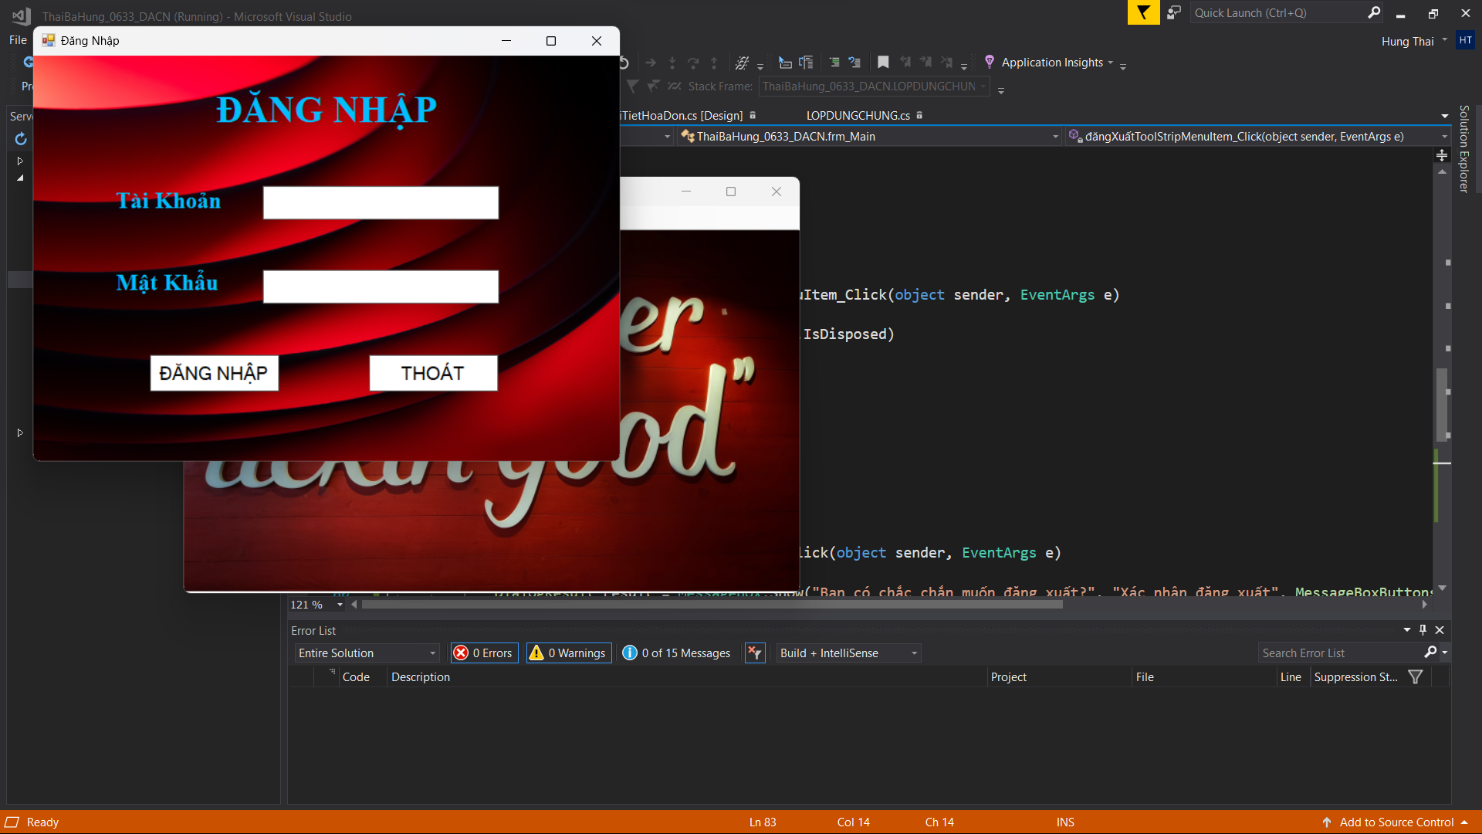 ThaiBaHung_0633_DACN (Running) - Microsoft Visual Studio
Quick Launch (Ctrl+Q)
File
Hung Thai
HT
Đăng Nhập
ĐĂNG NHẬP
Tài Khoản
Mật Khẩu
ĐĂNG NHẬP
THOÁT
Application Insights
Stack Frame:
ThaiBaHung_0633_DACN.LOPDUNGCHUN
iTietHoaDon.cs [Design]
LOPDUNGCHUNG.cs
ThaiBaHung_0633_DACN.frm_Main
đăngXuấtToolStripMenuItem_Click(object sender, EventArgs e)
Solution Explorer
uItem_Click(object sender, EventArgs e)
IsDisposed)
good"
lick(object sender, EventArgs e)
"Bạn có chắc chắn muốn đăng xuất?", "Xác nhận đăng xuất", MessageBoxButtons
121 %
Error List
Entire Solution
0 Errors
0 Warnings
0 of 15 Messages
Build + IntelliSense
Search Error List
Code
Description
Project
File
Line
Suppression St...
Ready
Ln 83
Col 14
Ch 14
INS
Add to Source Control